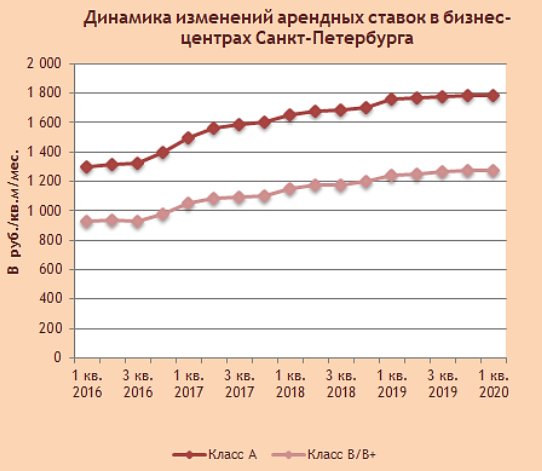 Динамика изменений арендных ставок в бизнес-
центрах Санкт-Петербурга
В руб./кв.м/мес.
2 000
1 800
1 600
1 400
1 200
1 000
800
600
400
200
0
1 кв. 3 кв. 1 кв. 3 кв. 1 кв. 3 кв. 1 кв. 3 кв. 1 кв.
2016 2016 2017 2017 2018 2018 2019 2019 2020
Класс А Класс В/В+